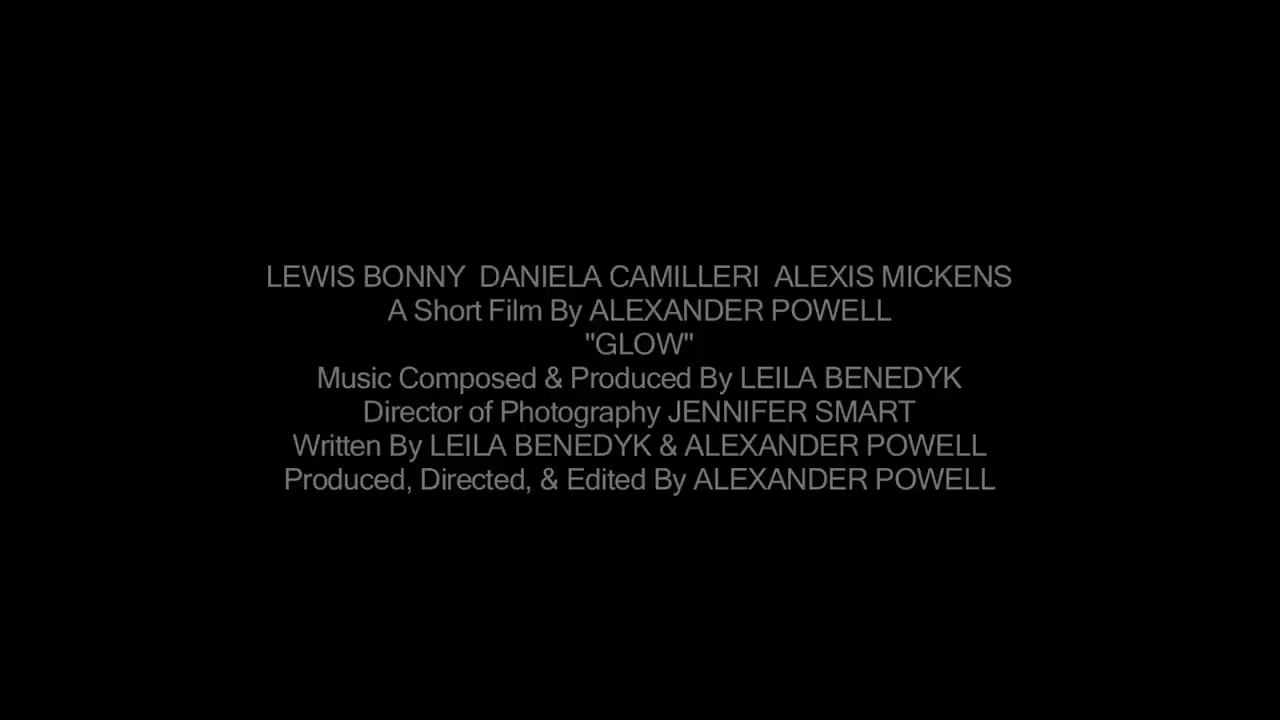 LEWIS BONNY  DANIELA CAMILLERI  ALEXIS MICKENS
A Short Film By ALEXANDER POWELL
"GLOW"
Music Composed & Produced By LEILA BENEDYK
Director of Photography JENNIFER SMART
Written By LEILA BENEDYK & ALEXANDER POWELL
Produced, Directed, & Edited By ALEXANDER POWELL